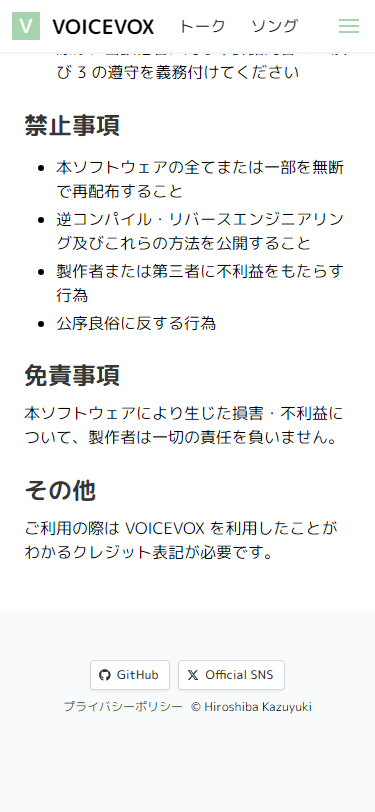 V VOICEVOX トーク ソング
び 3 の遵守を義務付けてください
禁止事項
本ソフトウェアの全てまたは一部を無断
で再配布すること
逆コンパイル・リバースエンジニアリン
グ及びこれらの方法を公開すること
製作者または第三者に不利益をもたらす
行為
公序良俗に反する行為
免責事項
本ソフトウェアにより生じた損害・不利益に
ついて、製作者は一切の責任を負いません。
その他
ご利用の際は VOICEVOX を利用したことが
わかるクレジット表記が必要です。
GitHub Official SNS
プライバシーポリシー © Hiroshiba Kazuyuki